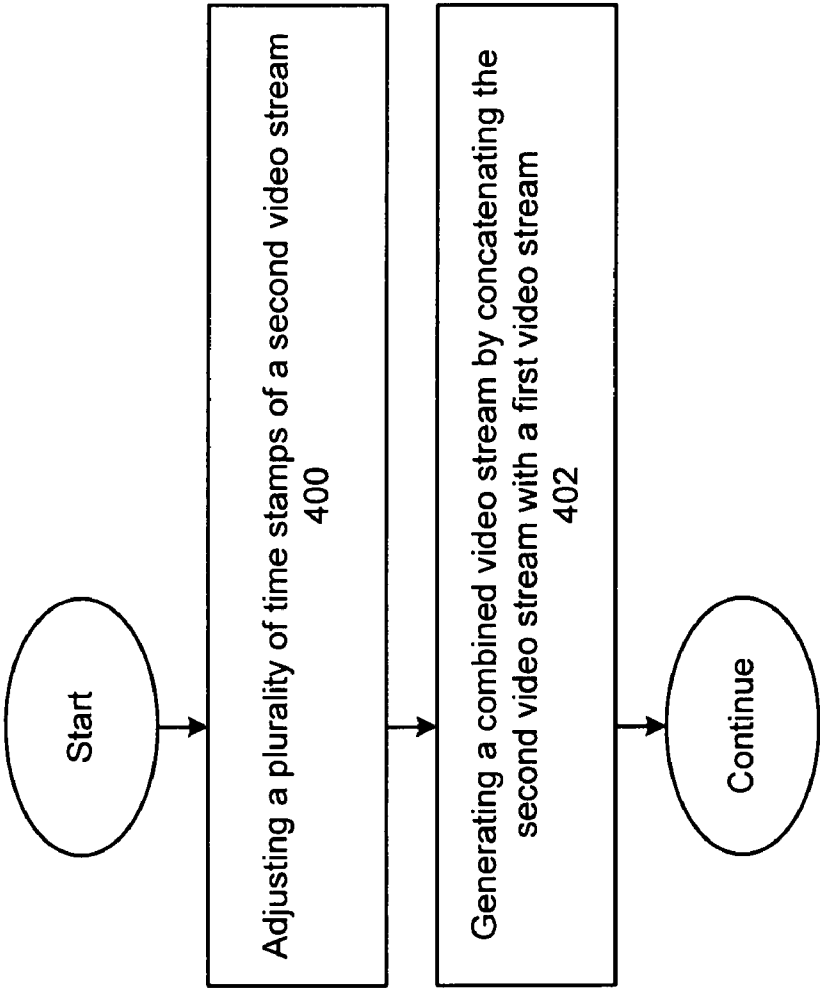 Start
Adjusting a plurality of time stamps of a second video stream
400
Generating a combined video stream by concatenating the
second video stream with a first video stream
402
Continue